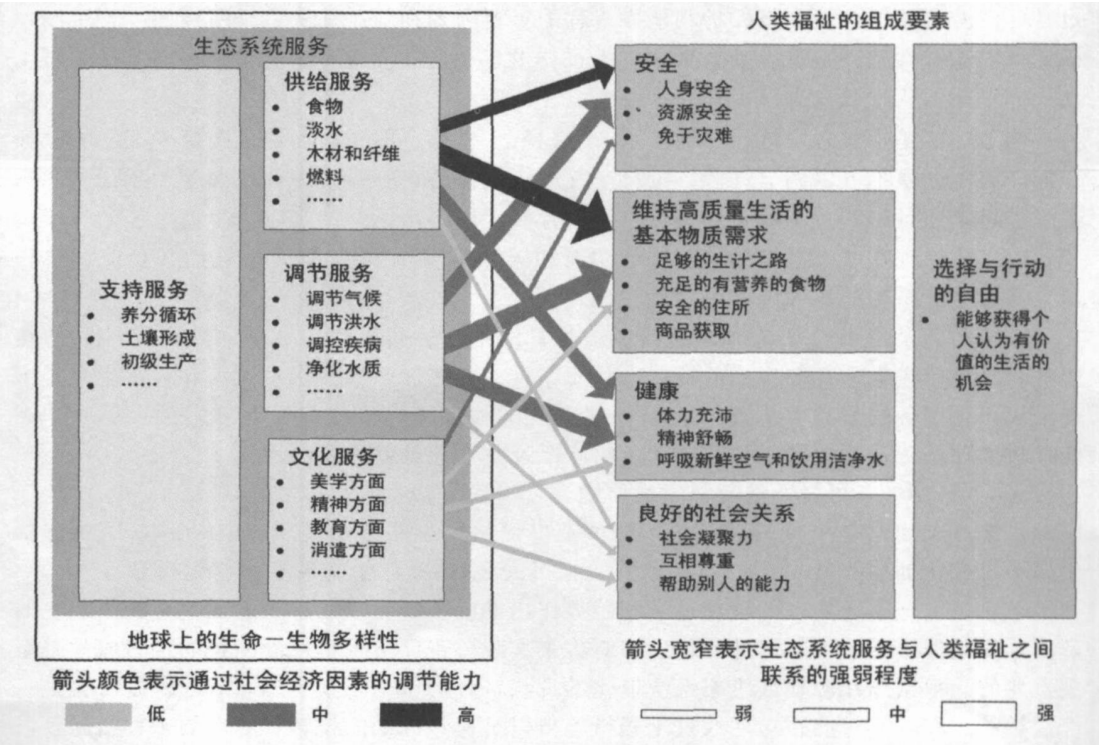 生态系统服务
支持服务
• 养分循环
• 土壤形成
• 初级生产
• ……
供给服务
• 食物
• 淡水
• 木材和纤维
• 燃料
• ……
调节服务
• 调节气候
• 调节洪水
• 调控疾病
• 净化水质
• ……
文化服务
• 美学方面
• 精神方面
• 教育方面
• 消遣方面
• ……
地球上的生命－生物多样性
人类福祉的组成要素
安全
• 人身安全
• 资源安全
• 免于灾难
维持高质量生活的
基本物质需求
• 足够的生计之路
• 充足的有营养的食物
• 安全的住所
• 商品获取
健康
• 体力充沛
• 精神舒畅
• 呼吸新鲜空气和饮用洁净水
良好的社会关系
• 社会凝聚力
• 互相尊重
• 帮助别人的能力
选择与行动
的自由
• 能够获得个
人认为有价
值的生活的
机会
箭头颜色表示通过社会经济因素的调节能力
低 中 高
箭头宽窄表示生态系统服务与人类福祉之间
联系的强弱程度
弱 中 强